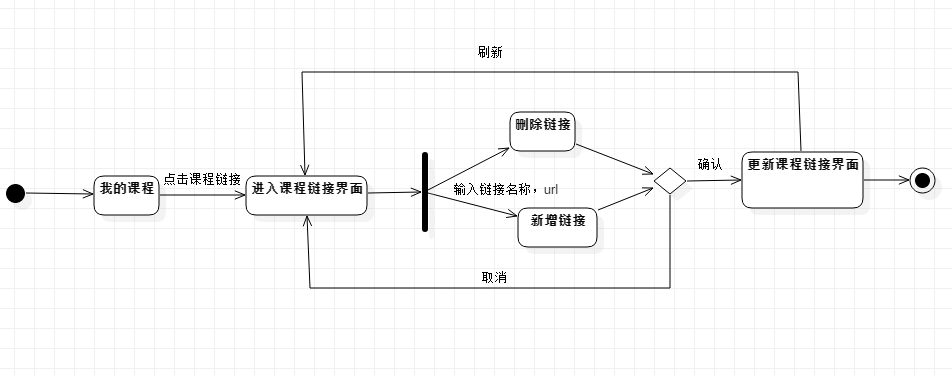 刷新
删除链接
确认
更新课程链接界面
点击课程链接
我的课程
进入课程链接界面
输入链接名称，url
新增链接
取消